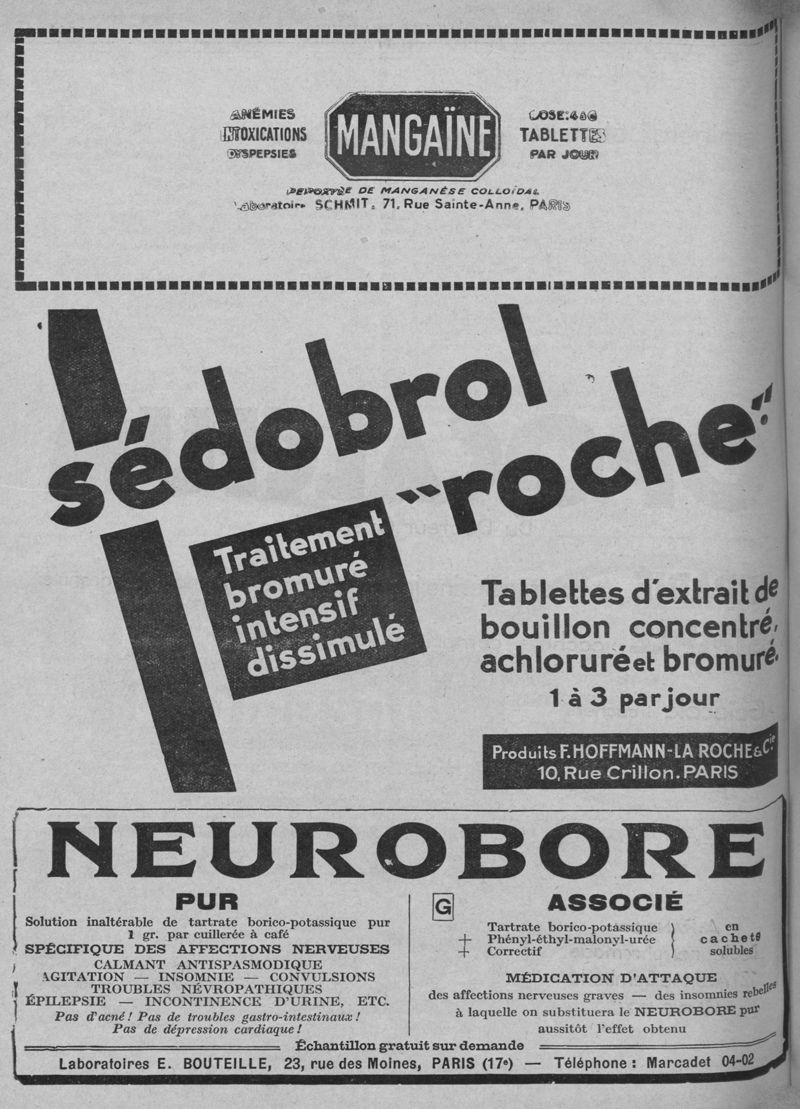 ANÉMIES
INTOXICATIONS
DYSPEPSIES
MANGAÏNE
DOSE: 4 à 6
TABLETTES
PAR JOUR
PEPTONE DE MANGANÈSE COLLOÏDAL
Laboratoire SCHMIT, 71, Rue Sainte-Anne, PARIS
sédobrol
"roche"
Traitement
bromuré
intensif
dissimulé
Tablettes d'extrait de
bouillon concentré,
achloruré et bromuré.
1 à 3 par jour
Produits F. HOFFMANN-LA ROCHE & Cie
10, Rue Crillon. PARIS
NEUROBORE
PUR
Solution inaltérable de tartrate borico-potassique pur
1 gr. par cuillerée à café
SPÉCIFIQUE DES AFFECTIONS NERVEUSES
CALMANT ANTISPASMODIQUE
AGITATION — INSOMNIE — CONVULSIONS
TROUBLES NÉVROPATHIQUES
ÉPILEPSIE — INCONTINENCE D'URINE, ETC.
Pas d'acné! Pas de troubles gastro-intestinaux!
Pas de dépression cardiaque!
G
ASSOCIÉ
Tartrate borico-potassique
Phényl-éthyl-malonyl-urée
Correctif
en
cachets
solubles
MÉDICATION D'ATTAQUE
des affections nerveuses graves — des insomnies rebelles
à laquelle on substituera le NEUROBORE pur
aussitôt l'effet obtenu
Échantillon gratuit sur demande
Laboratoires E. BOUTEILLE, 23, rue des Moines, PARIS (17e) — Téléphone: Marcadet 04-02